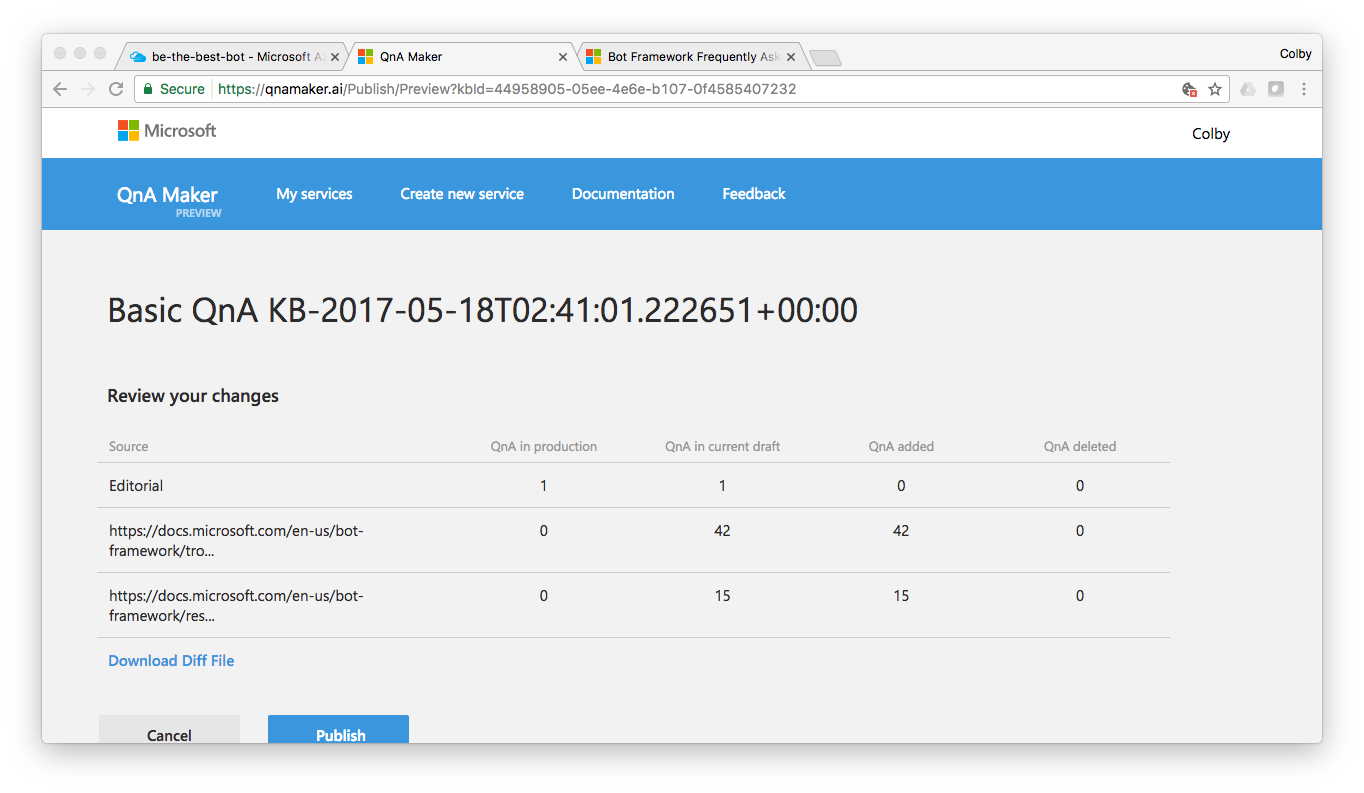 be-the-best-bot - Microsoft Az
QnA Maker
Bot Framework Frequently Ask
Colby
Secure
https://qnamaker.ai/Publish/Preview?kbId=44958905-05ee-4e6e-b107-0f4585407232
Microsoft
Colby
QnA Maker
PREVIEW
My services
Create new service
Documentation
Feedback
Basic QnA KB-2017-05-18T02:41:01.222651+00:00
Review your changes
Source QnA in production QnA in current draft QnA added QnA deleted
Editorial 1 1 0 0
https://docs.microsoft.com/en-us/bot- 0 42 42 0
framework/tro...
https://docs.microsoft.com/en-us/bot- 0 15 15 0
framework/res...
Download Diff File
Cancel
Publish